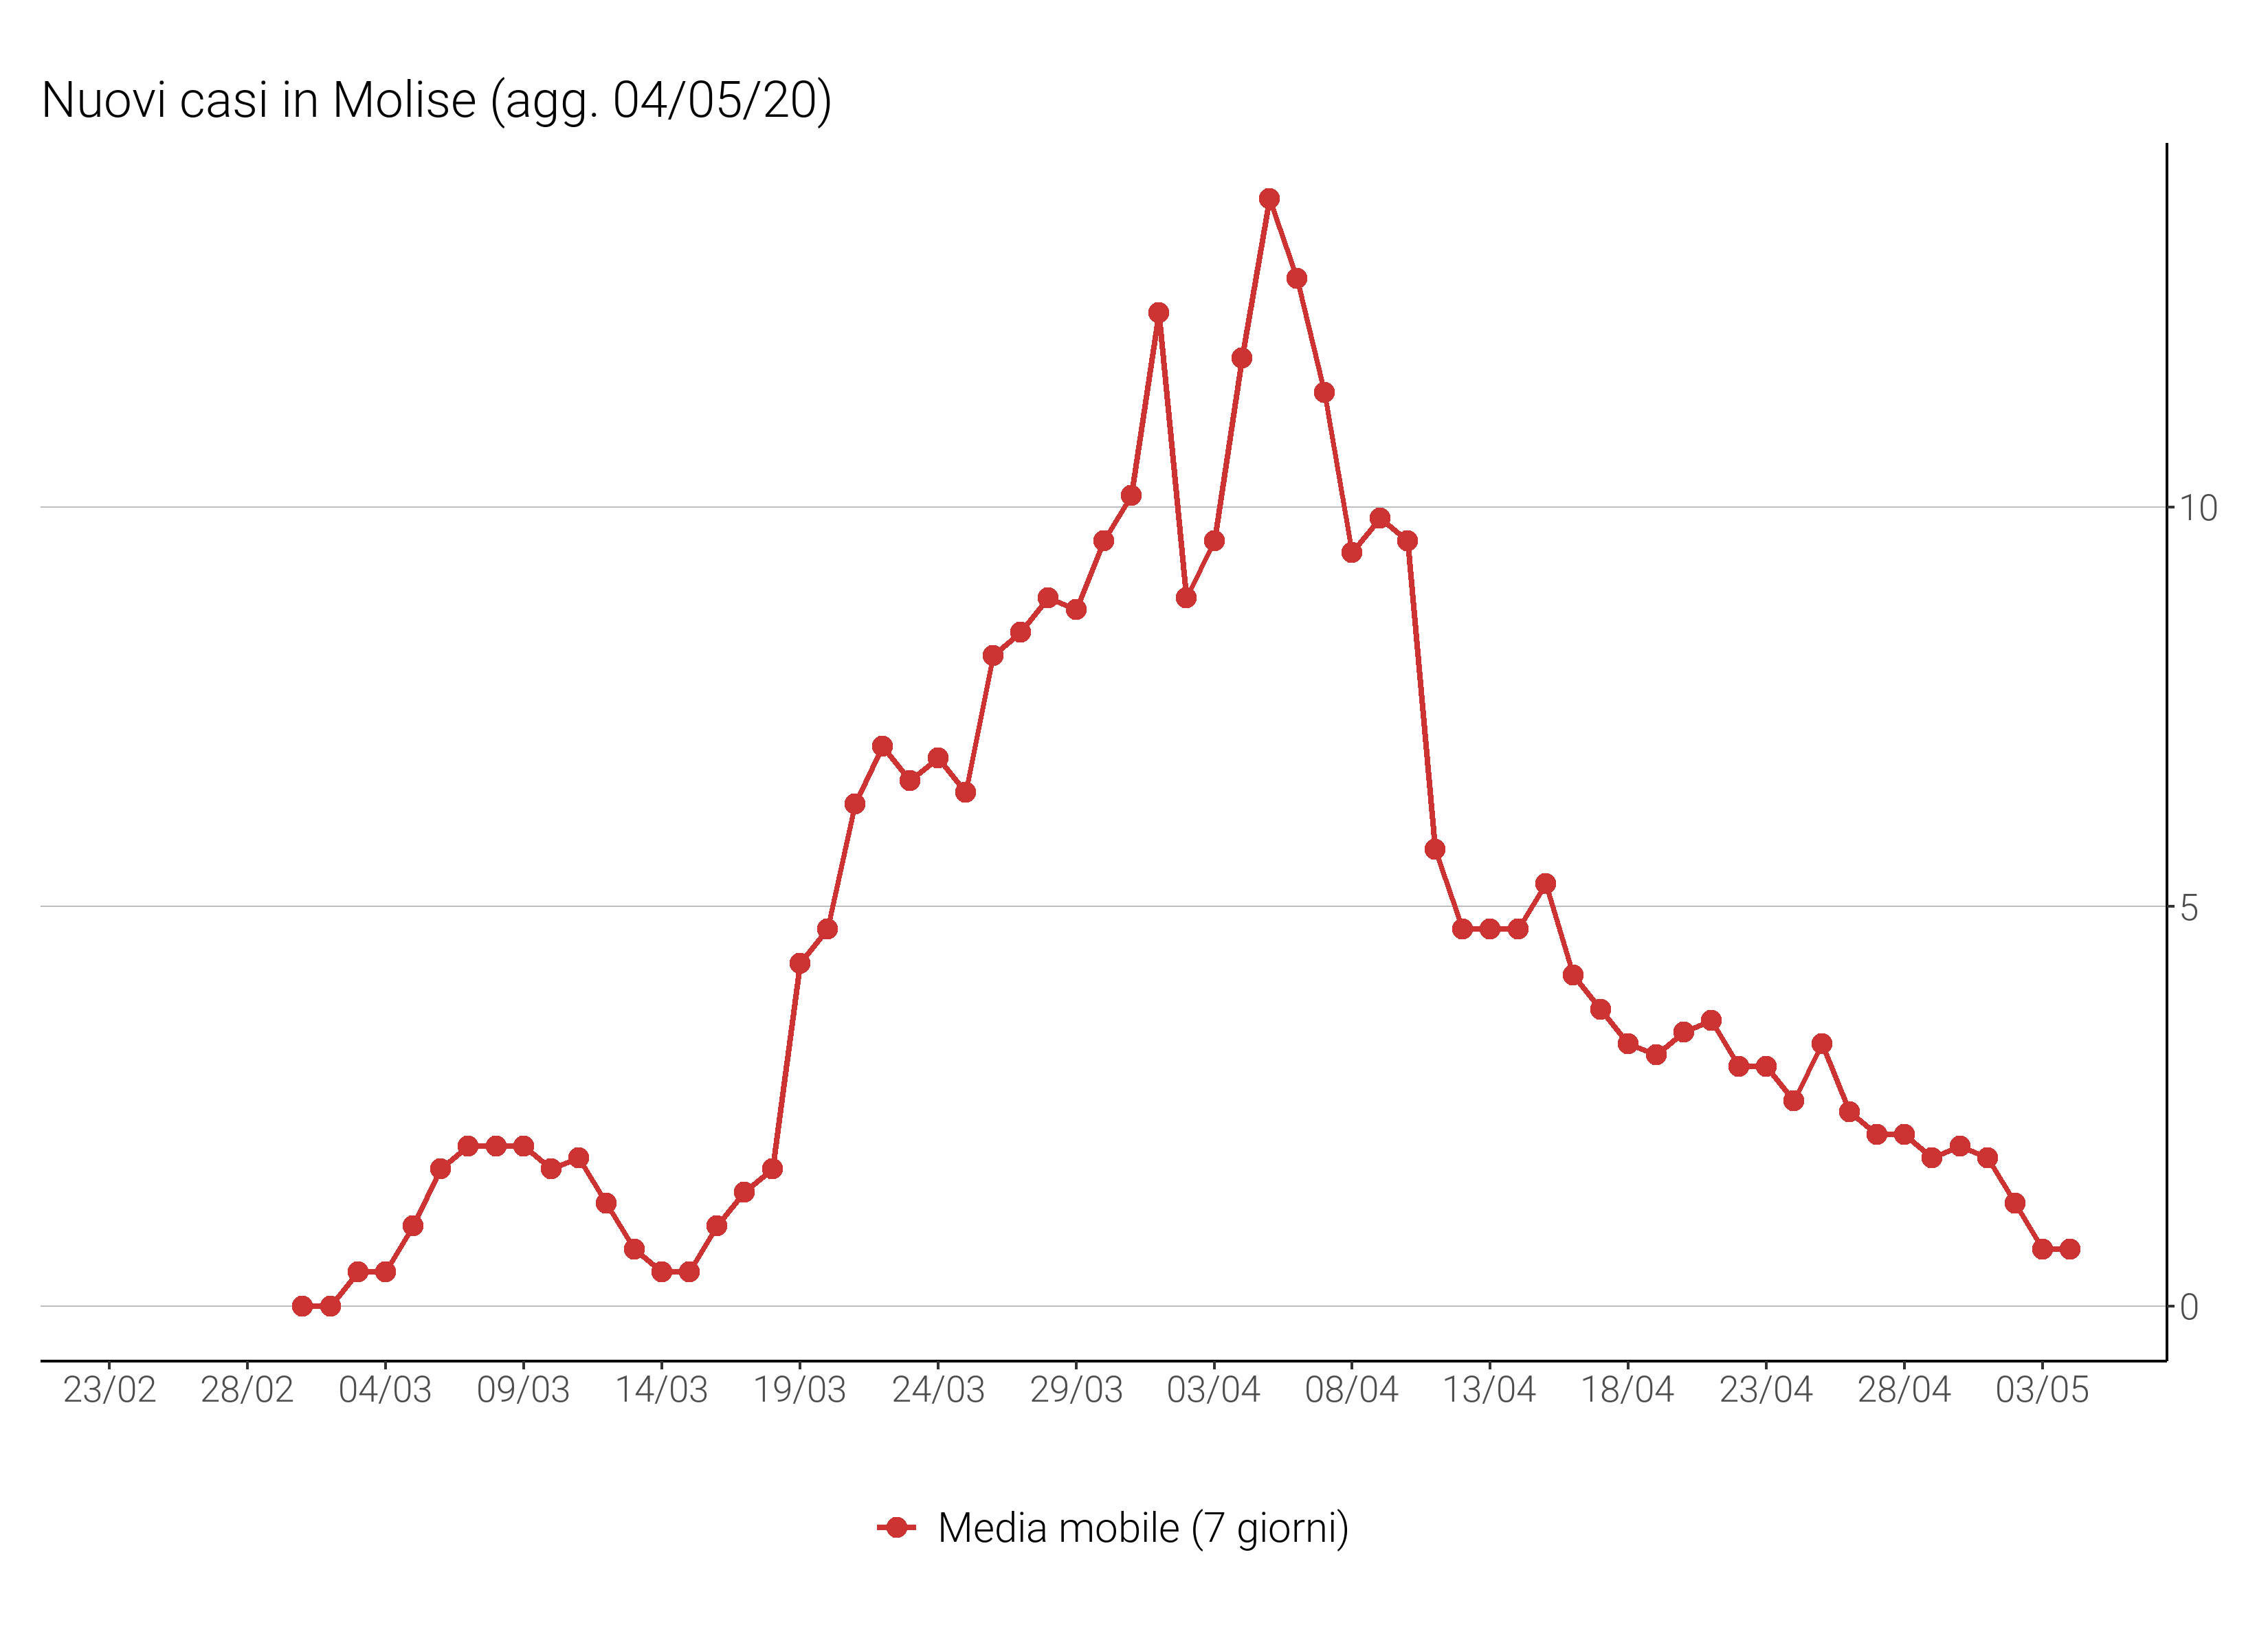 Nuovi casi in Molise (agg. 04/05/20)
10
5
0
23/02 28/02 04/03 09/03 14/03 19/03 24/03 29/03 03/04 08/04 13/04 18/04 23/04 28/04 03/05
Media mobile (7 giorni)